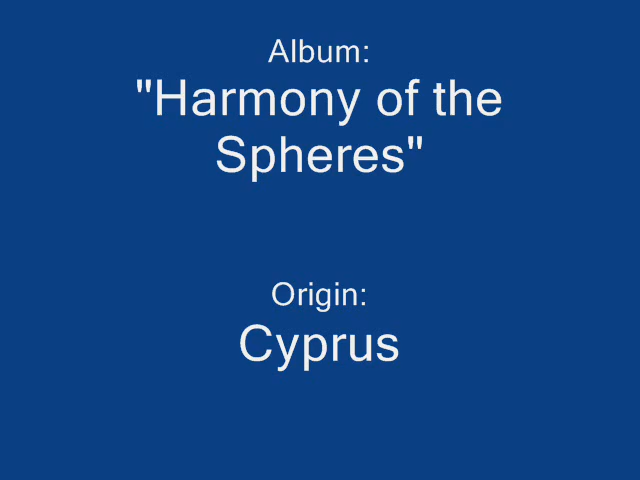 Album:
"Harmony of the
Spheres"
Origin:
Cyprus